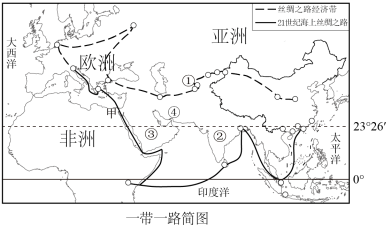 丝绸之路经济带
21世纪海上丝绸之路
亚洲
大西洋
欧洲
①
甲
④
23°26′
非洲
③
②
太平洋
0°
印度洋
一带一路简图